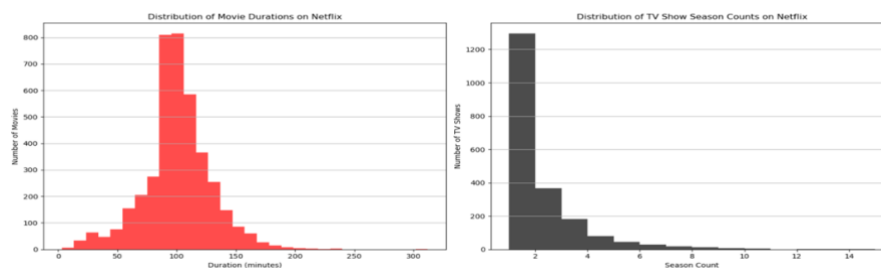 Distribution of Movie Durations on Netflix
800
700
600
500
400
300
200
100
0
Number of Movies
0 50 100 150 200 250 300
Duration (minutes)
Distribution of TV Show Season Counts on Netflix
1200
1000
800
600
400
200
0
Number of TV Shows
2 4 6 8 10 12 14
Season Count